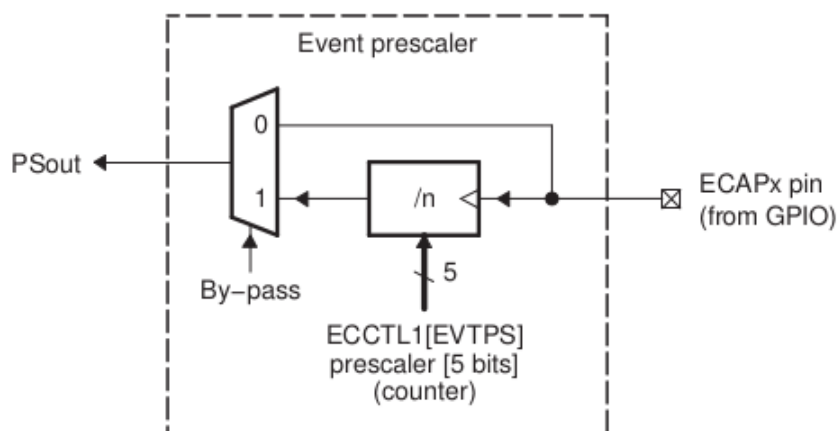 Event prescaler
0
PSout
1
/n
ECAPx pin
(from GPIO)
5
By−pass
ECCTL1[EVTPS]
prescaler [5 bits]
(counter)